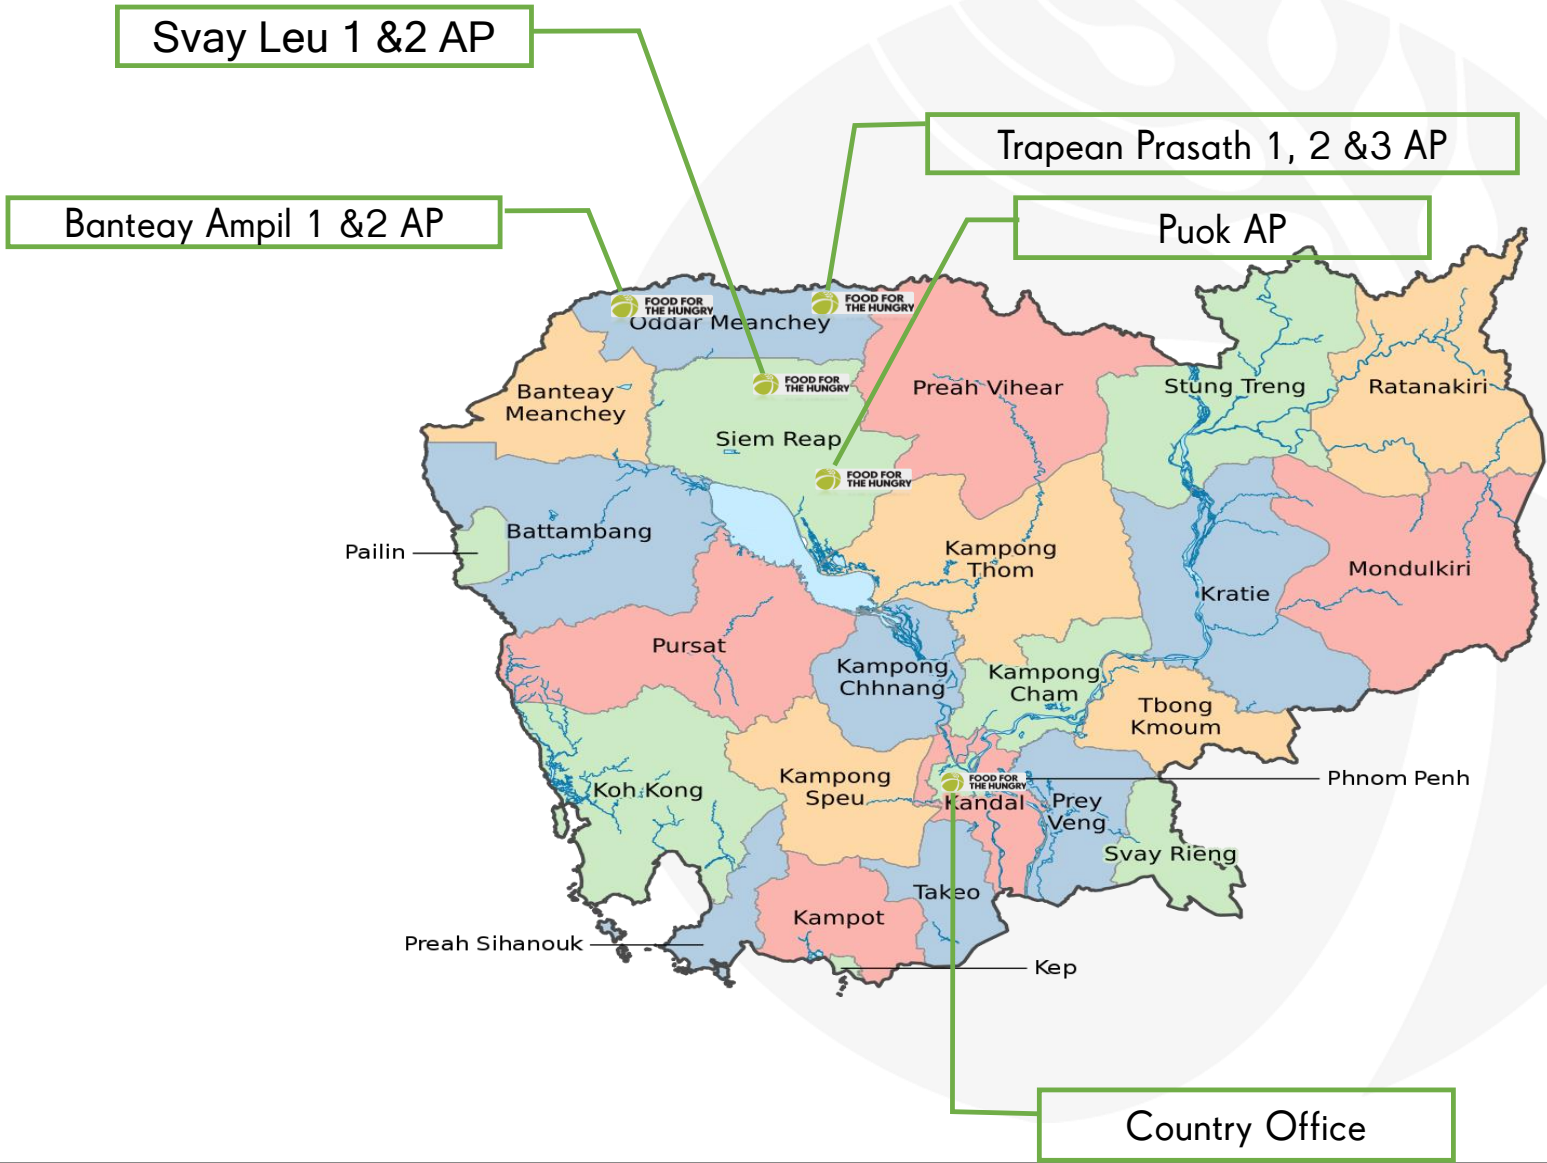 Svay Leu 1 &2 AP
Trapean Prasath 1, 2 &3 AP
Banteay Ampil 1 &2 AP
Puok AP
FOOD FOR
THE HUNGRY
FOOD FOR
THE HUNGRY
Oddar Meanchey
FOOD FOR
THE HUNGRY
Banteay
Meanchey
Preah Vihear
Stung Treng
Ratanakiri
Siem Reap
FOOD FOR
THE HUNGRY
Battambang
Pailin
Kampong
Thom
Mondulkiri
Kratie
Pursat
Kampong
Chhnang
Kampong
Cham
Tbong
Kmoum
Koh Kong
Kampong
Speu
FOOD FOR
THE HUNGRY
Kandal
Phnom Penh
Prey
Veng
Svay Rieng
Takeo
Kampot
Preah Sihanouk
Kep
Country Office